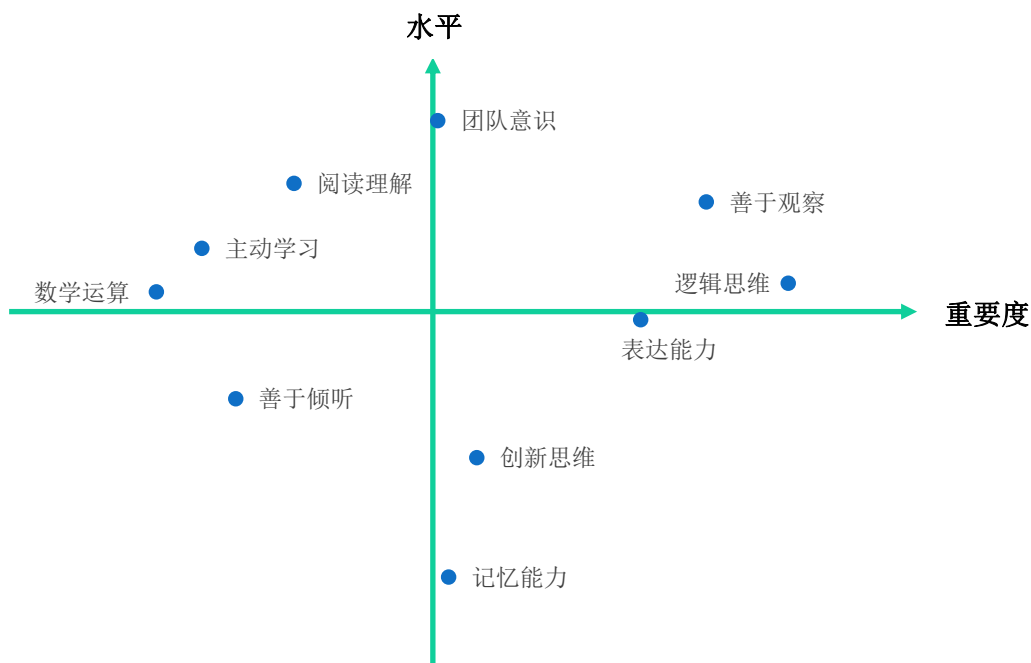 水平
团队意识
阅读理解
善于观察
主动学习
逻辑思维
数学运算
重要度
表达能力
善于倾听
创新思维
记忆能力